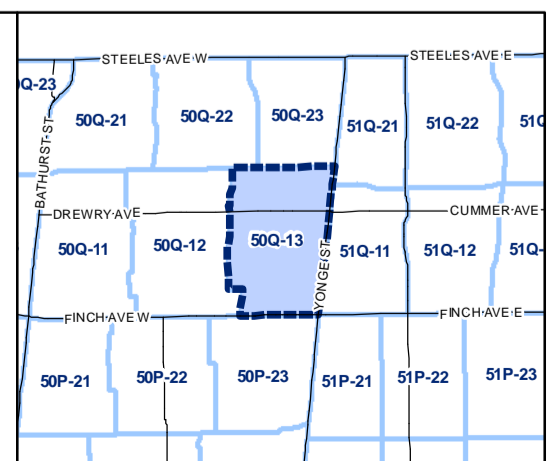 STEELES AVE W
STEELES AVE E
Q-23
50Q-21
50Q-22
50Q-23
51Q-21
51Q-22
51Q
BATHURST ST
DREWRY AVE
CUMMER AVE
50Q-11
50Q-12
50Q-13
YONGE ST
51Q-11
51Q-12
51Q-
FINCH AVE W
FINCH AVE E
50P-21
50P-22
50P-23
51P-21
51P-22
51P-23